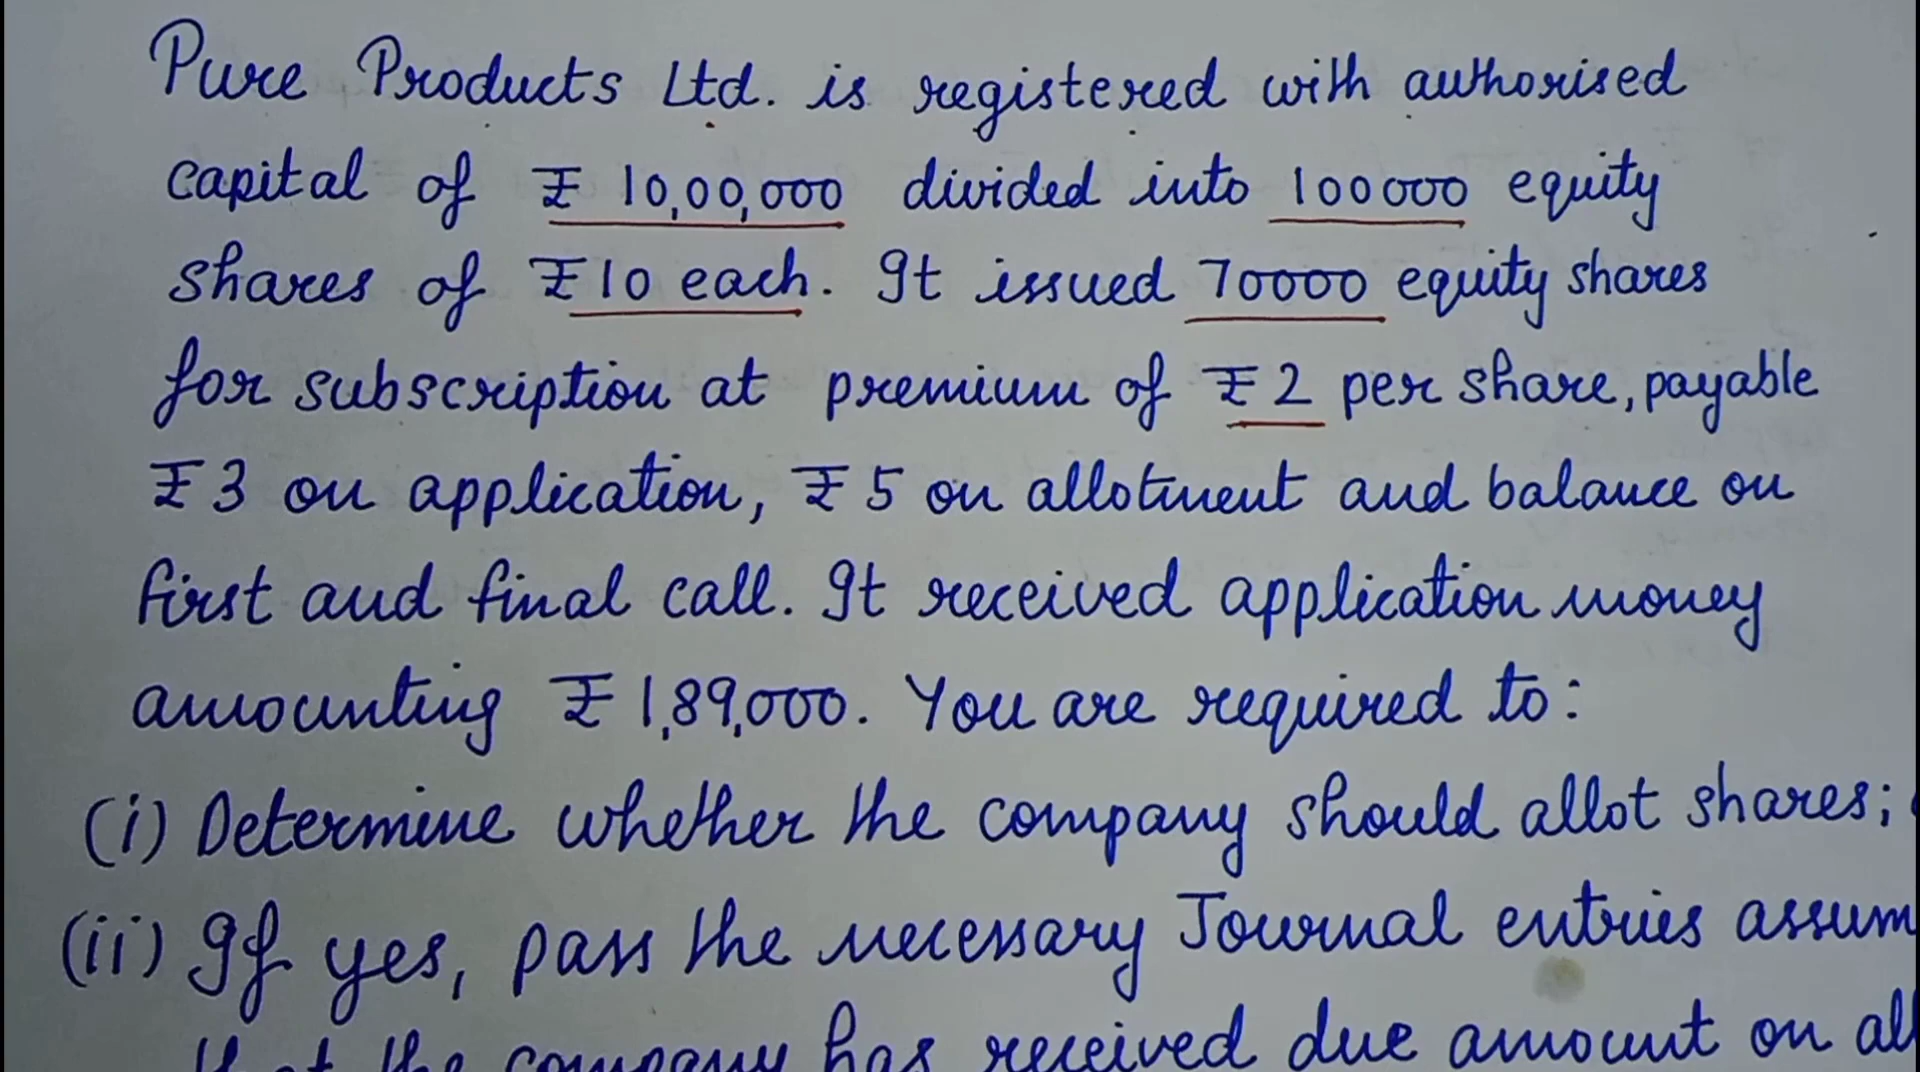 Pure Products Ltd. is registered with authorised
capital of ₹ 10,00,000 divided into 100000 equity
shares of ₹10 each. It issued 70000 equity shares
for subscription at premium of ₹2 per share, payable
₹3 on application, ₹5 on allotment and balance on
first and final call. It received application money
amounting ₹1,89,000. You are required to:
(i) Determine whether the company should allot shares;
(ii) If yes, pass the necessary Journal entries assum
that the company has received due amount on all